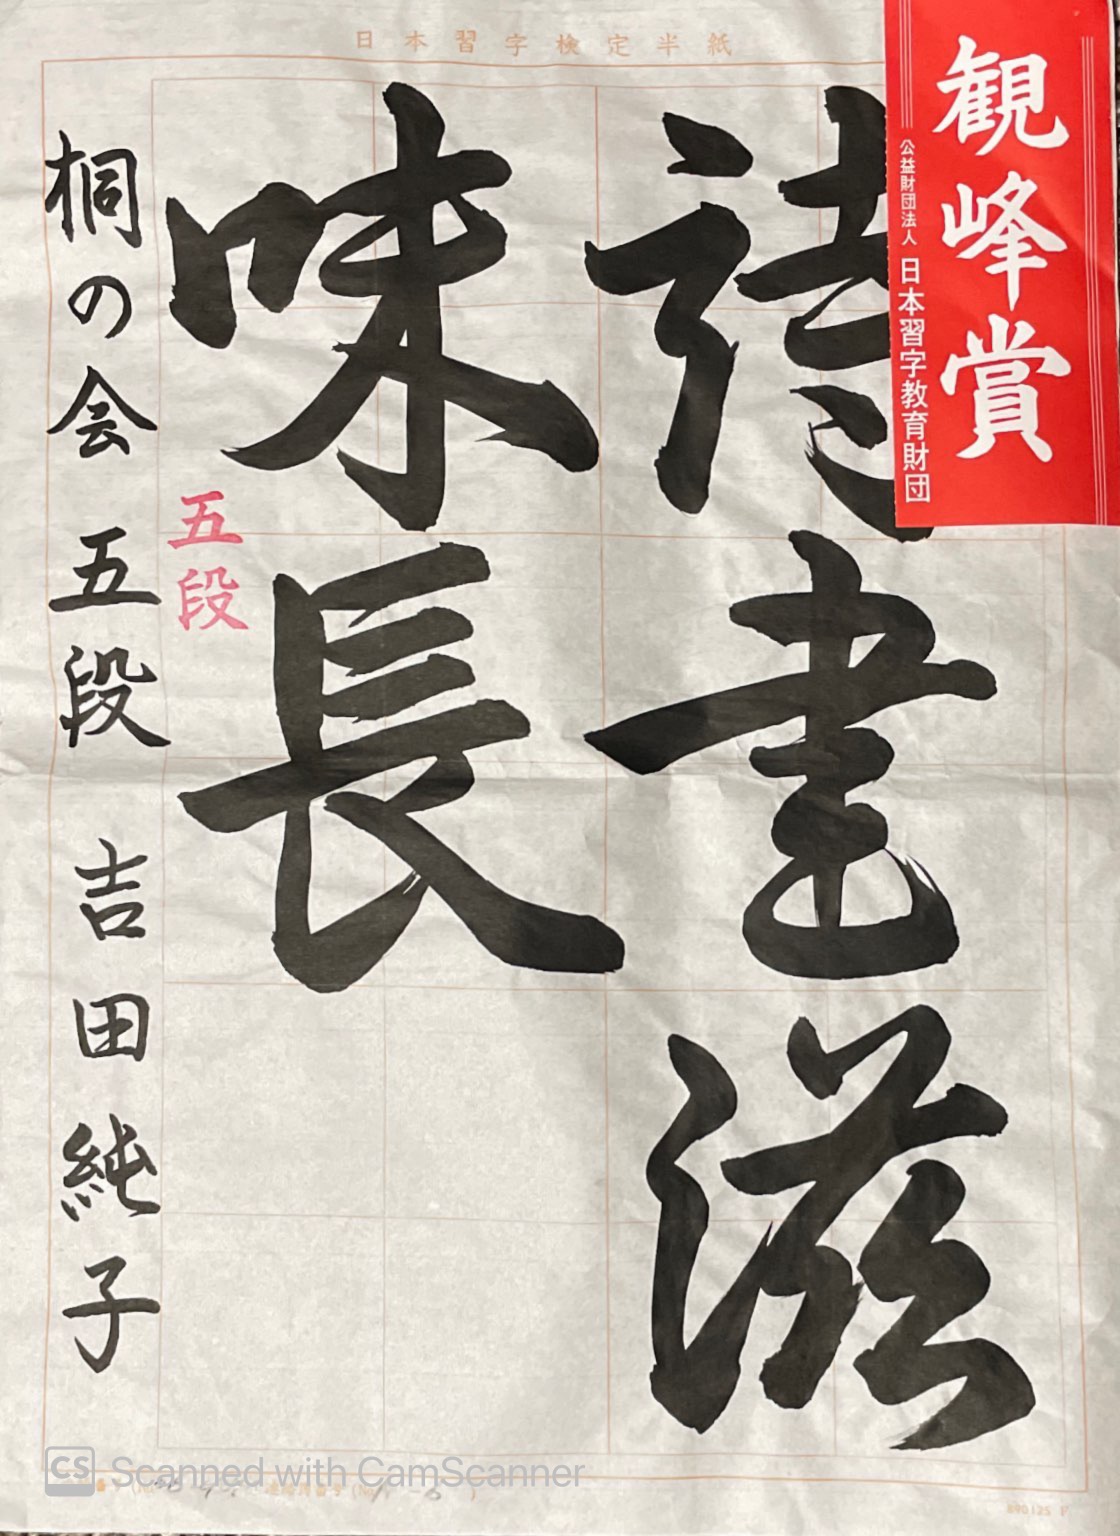 日本習字検定半紙
観峰賞
公益財団法人 日本習字教育財団
詩書滋
味長
五段
桐の会 五段 吉田純子
CS Scanned with CamScanner